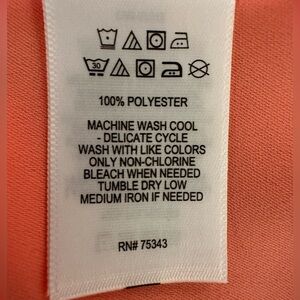 30
100% POLYESTER
MACHINE WASH COOL
- DELICATE CYCLE
WASH WITH LIKE COLORS
ONLY NON-CHLORINE
BLEACH WHEN NEEDED
TUMBLE DRY LOW
MEDIUM IRON IF NEEDED
RN# 75343